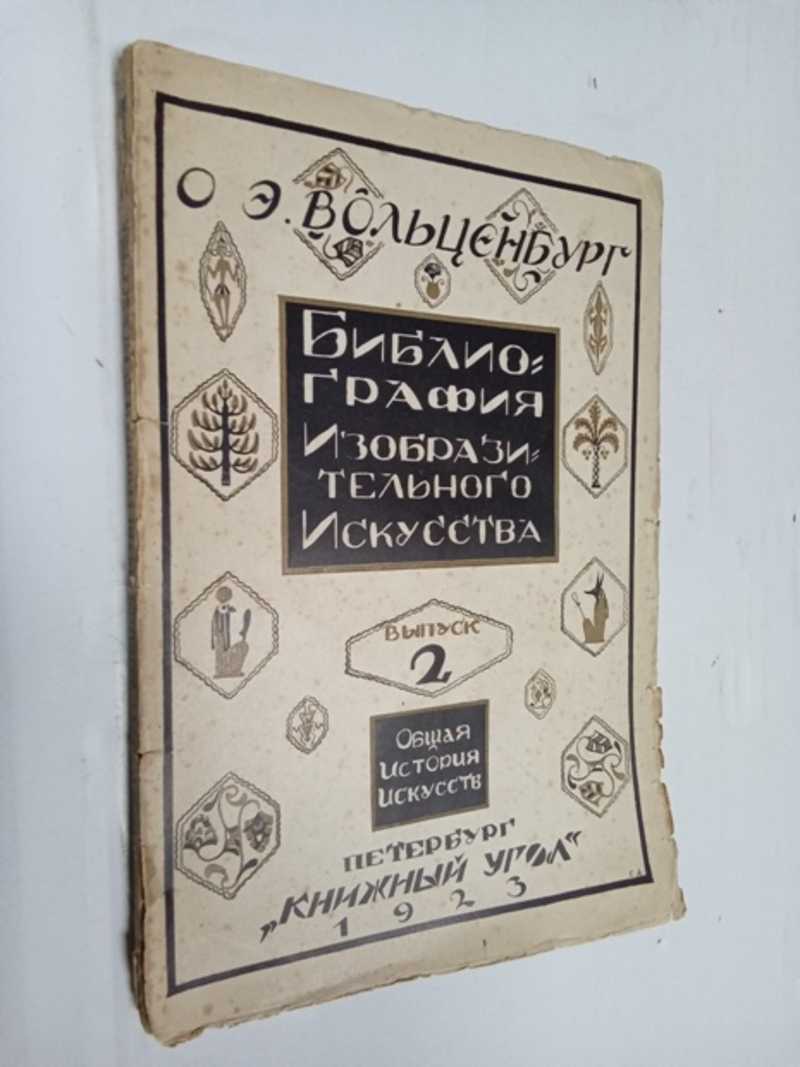 О Э. ВОЛЬЦЕНБУРГ
БИБЛИО=
ГРАФИЯ
ИЗОБРАЗИ=
ТЕЛЬНОГО
ИСКУССТВА
ВЫПУСК
2
ОБЩАЯ
ИСТОРИЯ
ИСКУССТВ
ПЕТЕРБУРГ
„КНИЖНЫЙ УГОЛ“
1923